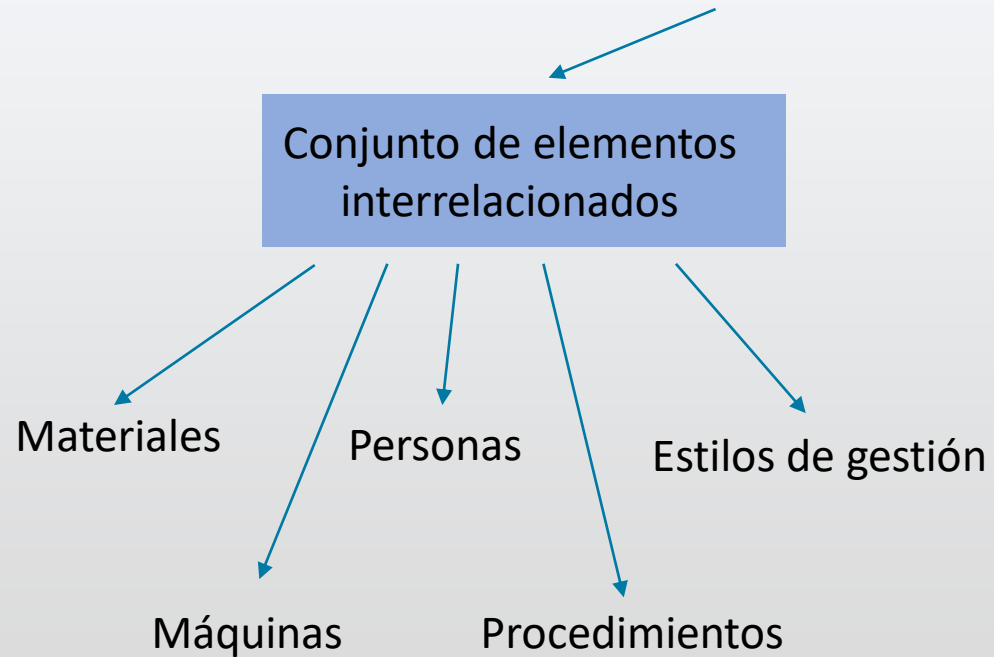 Conjunto de elementos
interrelacionados
Materiales
Personas
Estilos de gestión
Máquinas
Procedimientos